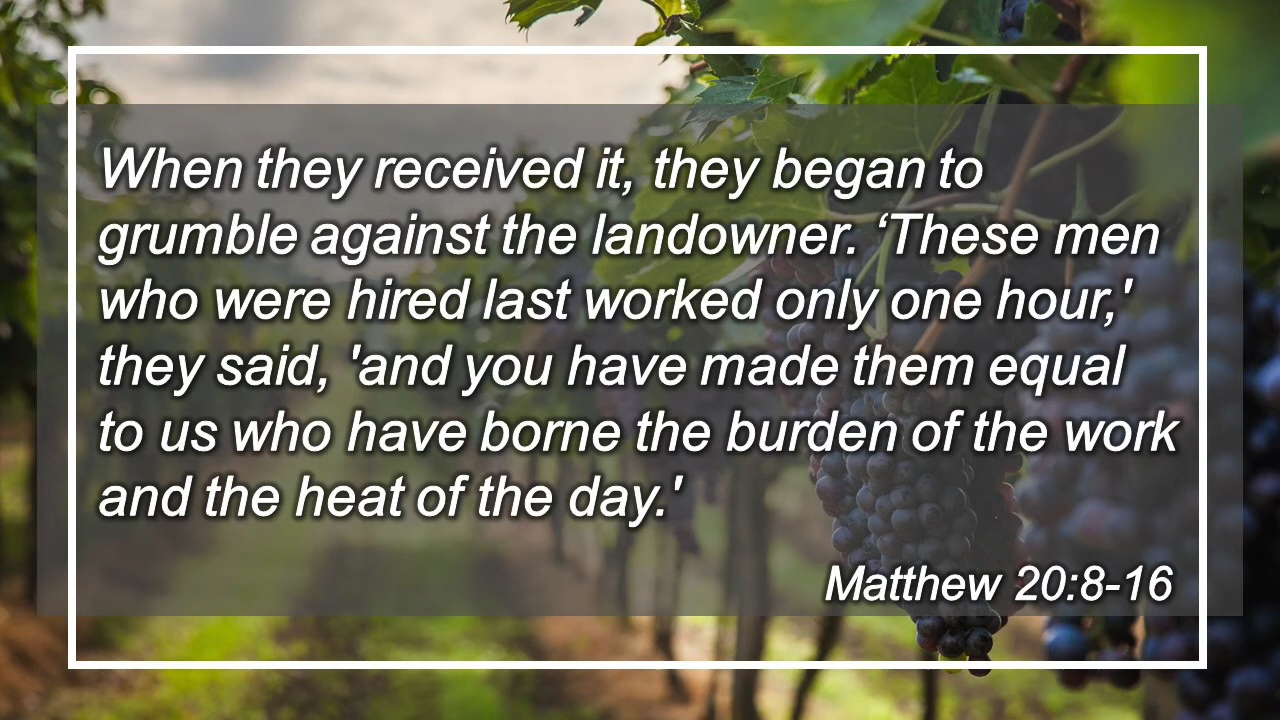 When they received it, they began to
grumble against the landowner. ‘These men
who were hired last worked only one hour,'
they said, 'and you have made them equal
to us who have borne the burden of the work
and the heat of the day.'
Matthew 20:8-16